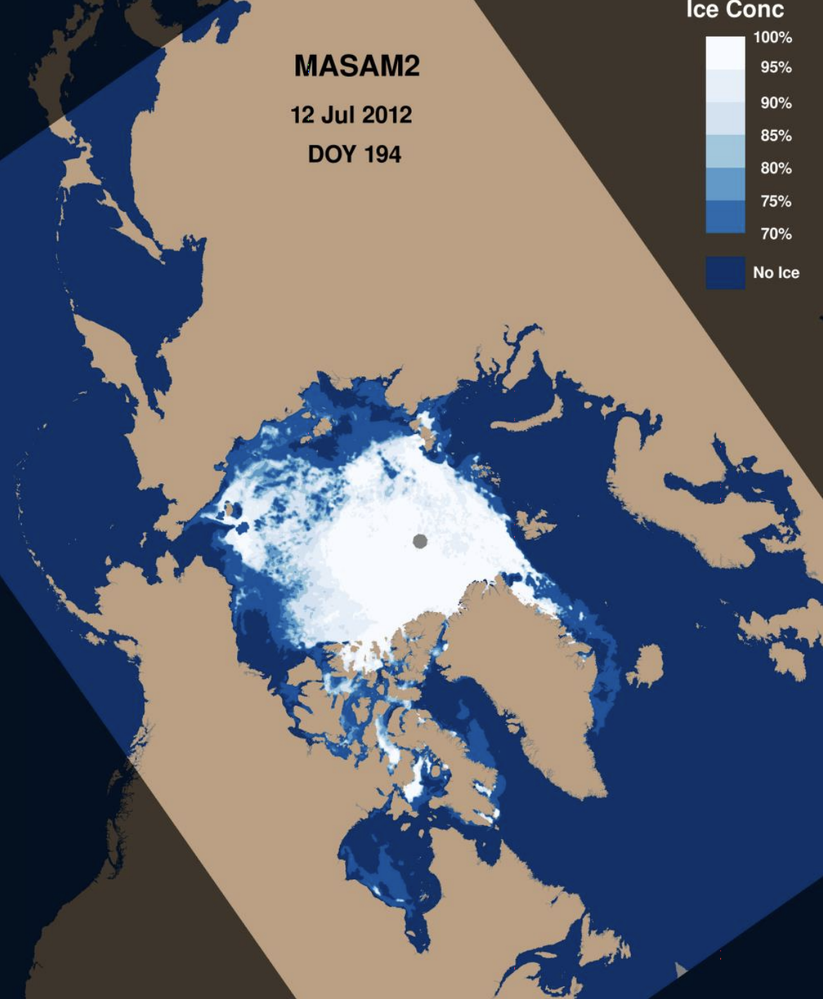 Ice Conc
MASAM2
12 Jul 2012
DOY 194
100%
95%
90%
85%
80%
75%
70%
No Ice